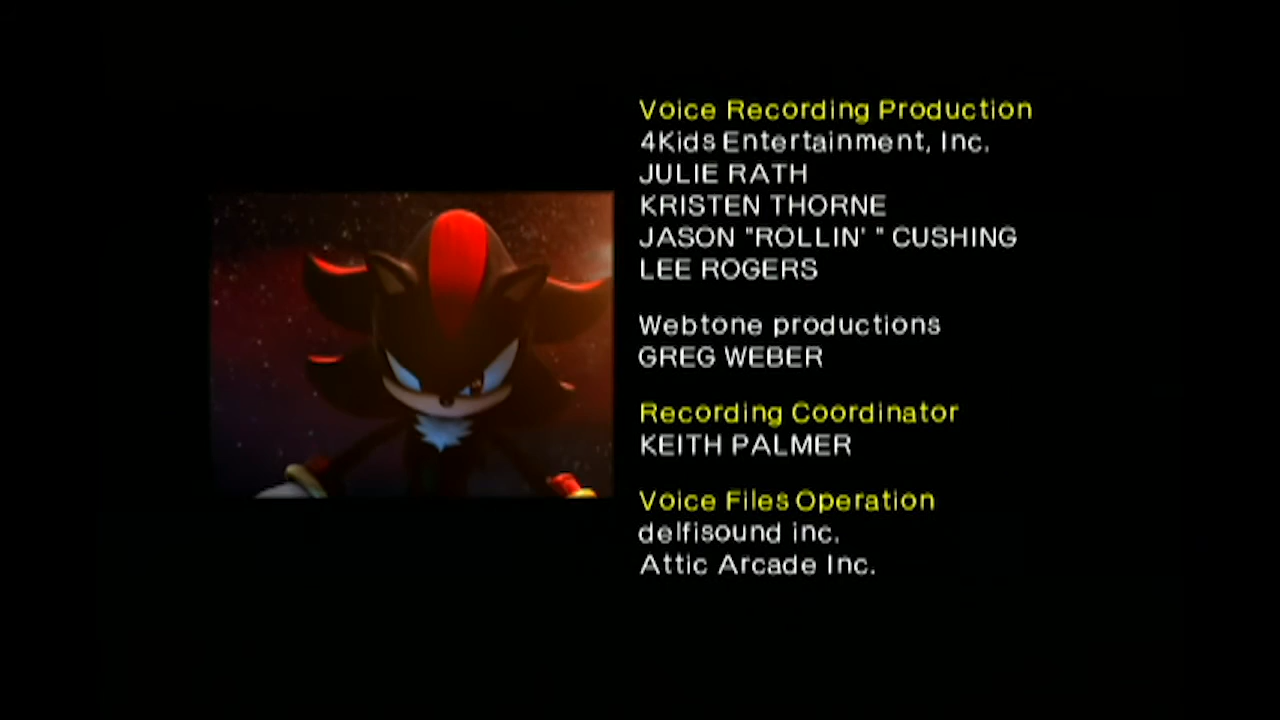 Voice Recording Production
4Kids Entertainment, Inc.
JULIE RATH
KRISTEN THORNE
JASON "ROLLIN' " CUSHING
LEE ROGERS
Webtone productions
GREG WEBER
Recording Coordinator
KEITH PALMER
Voice Files Operation
delfisound inc.
Attic Arcade Inc.